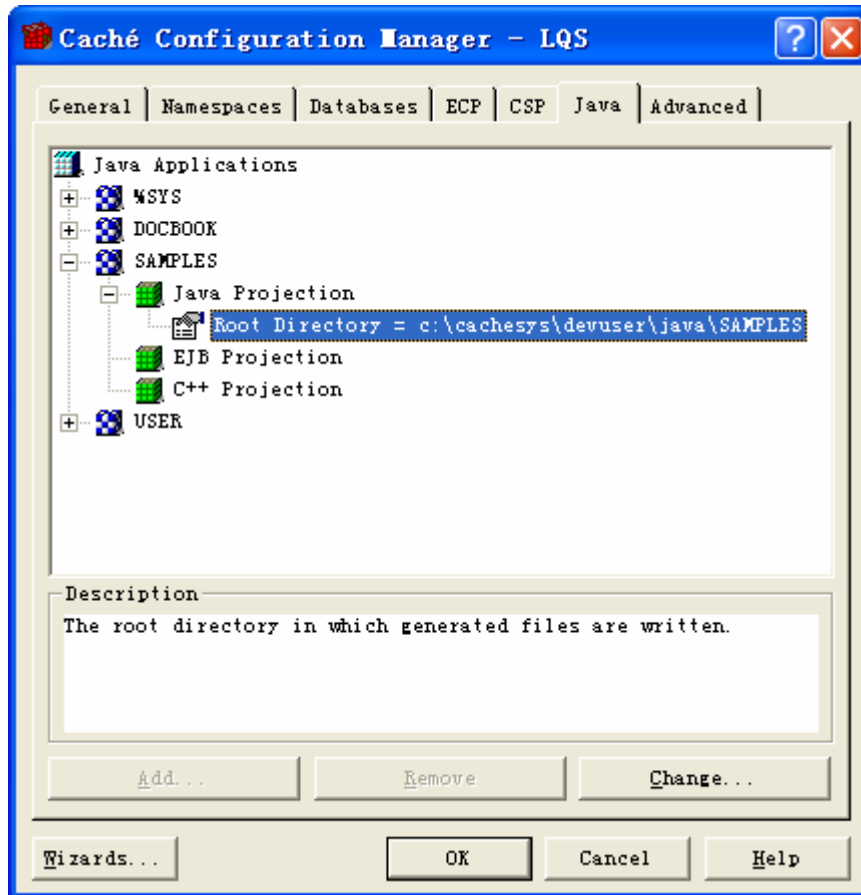 Caché Configuration Manager - LQS
General Namespaces Databases ECP CSP Java Advanced
Java Applications
%SYS
DOCBOOK
SAMPLES
Java Projection
Root Directory = c:\cachesys\devuser\java\SAMPLES
EJB Projection
C++ Projection
USER
Description
The root directory in which generated files are written.
Add... Remove Change...
Wizards... OK Cancel Help